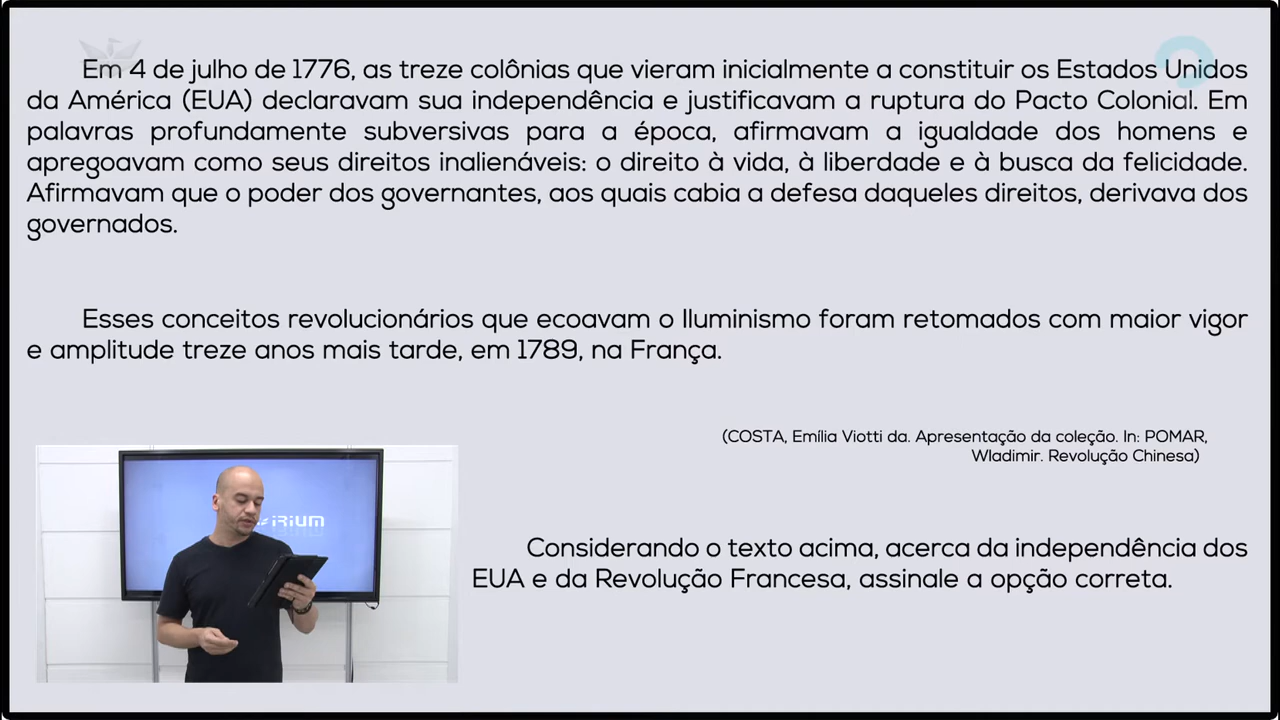 Em 4 de julho de 1776, as treze colônias que vieram inicialmente a constituir os Estados Unidos
da América (EUA) declaravam sua independência e justificavam a ruptura do Pacto Colonial. Em
palavras profundamente subversivas para a época, afirmavam a igualdade dos homens e
apregoavam como seus direitos inalienáveis: o direito à vida, à liberdade e à busca da felicidade.
Afirmavam que o poder dos governantes, aos quais cabia a defesa daqueles direitos, derivava dos
governados.
Esses conceitos revolucionários que ecoavam o Iluminismo foram retomados com maior vigor
e amplitude treze anos mais tarde, em 1789, na França.
(COSTA, Emília Viotti da. Apresentação da coleção. In: POMAR,
Wladimir. Revolução Chinesa)
iRiUM
Considerando o texto acima, acerca da independência dos
EUA e da Revolução Francesa, assinale a opção correta.